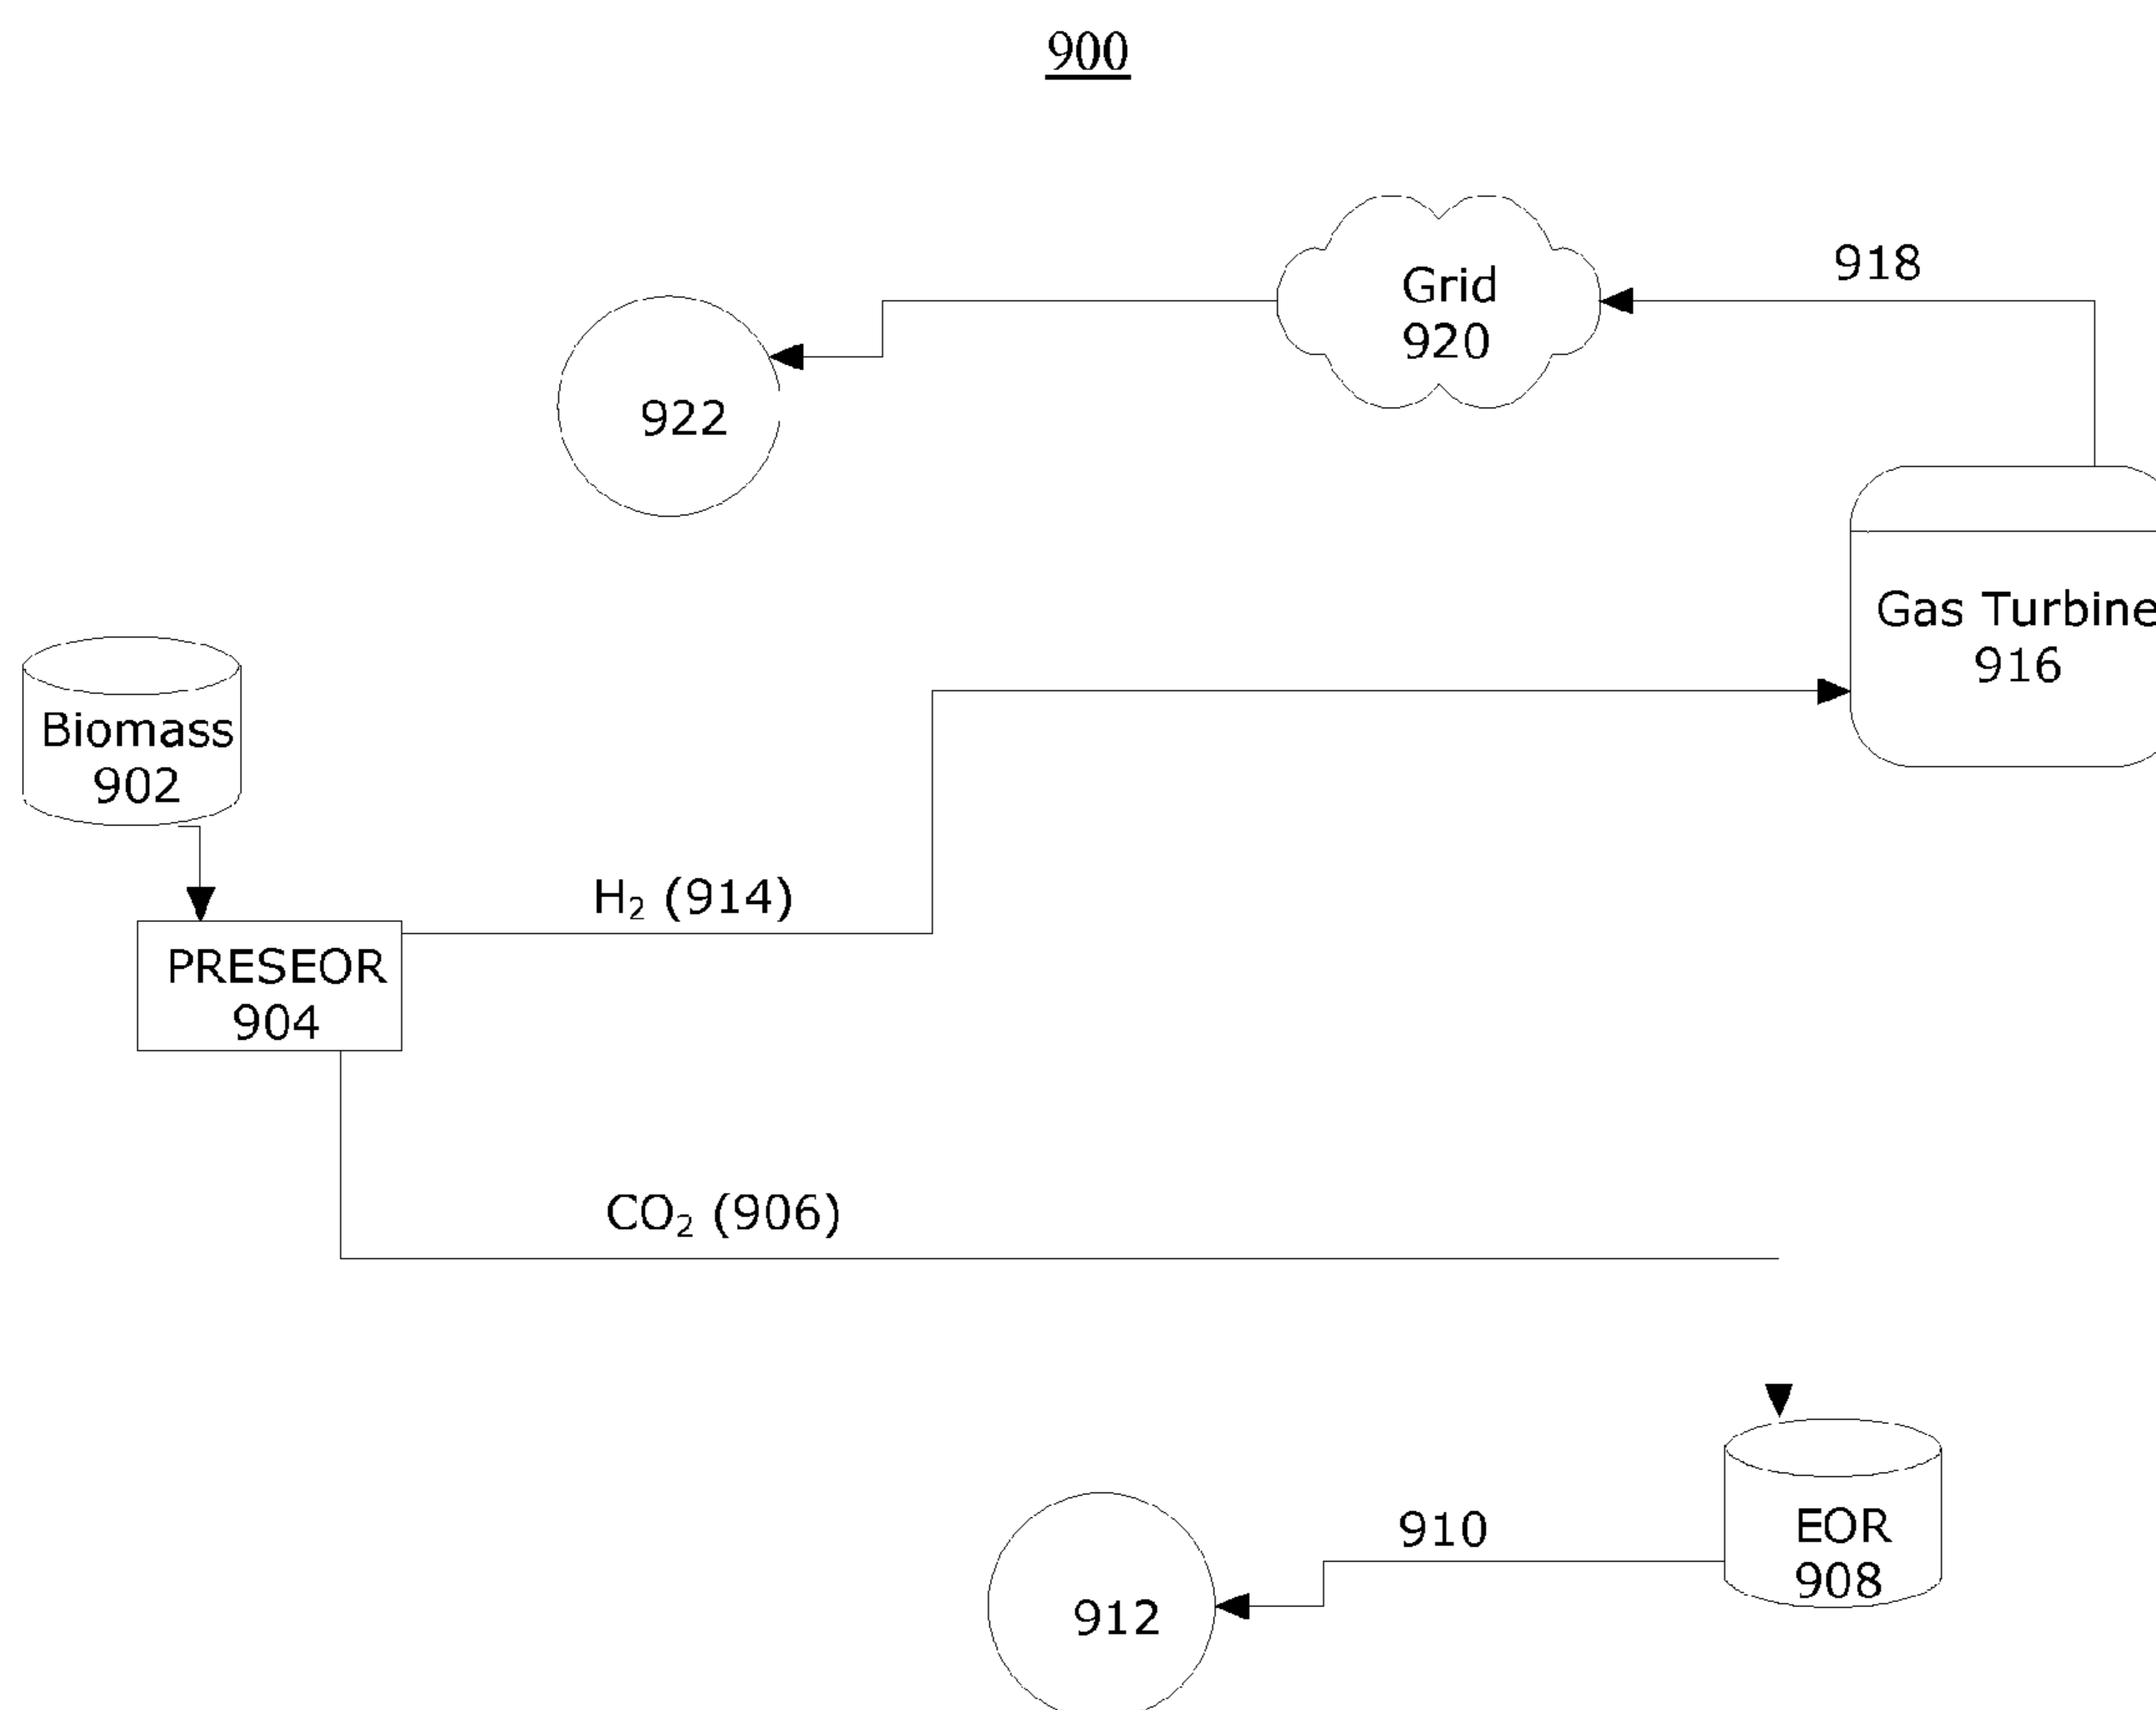 900
918
Grid
920
922
Gas Turbine
916
Biomass
902
H₂ (914)
PRESEOR
904
CO₂ (906)
910
EOR
908
912